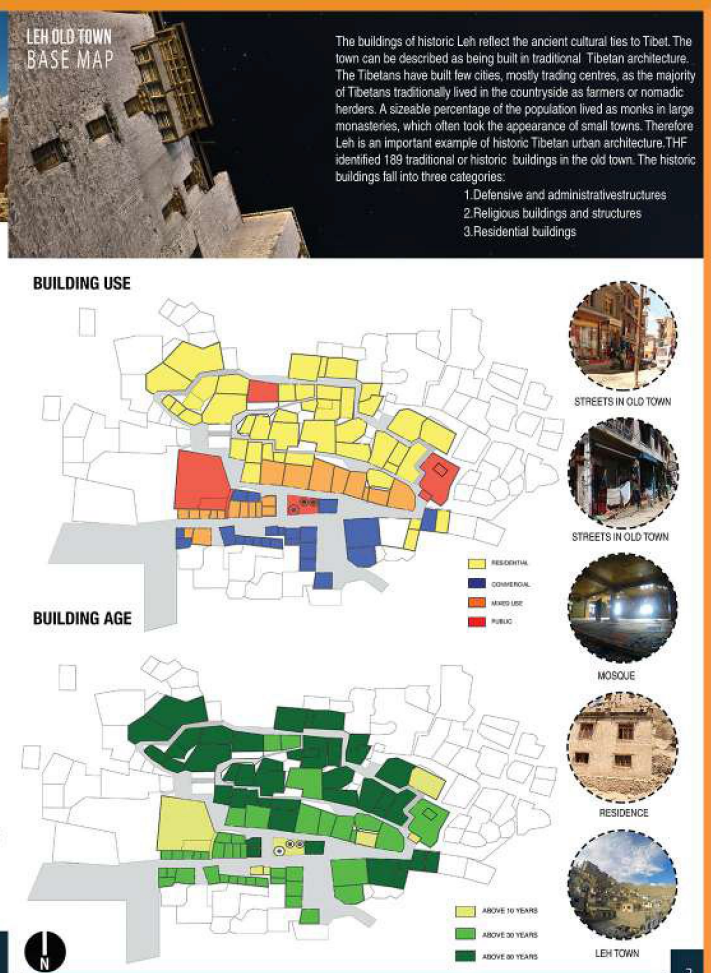 LEH OLD TOWN
BASE MAP
The buildings of historic Leh reflect the ancient cultural ties to Tibet. The
town can be described as being built in traditional Tibetan architecture.
The Tibetans have built few cities, mostly trading centres, as the majority
of Tibetans traditionally lived in the countryside as farmers or nomadic
herders. A sizeable percentage of the population lived as monks in large
monasteries, which often took the appearance of small towns. Therefore
Leh is an important example of historic Tibetan urban architecture.THF
identified 189 traditional or historic buildings in the old town. The historic
buildings fall into three categories:
1.Defensive and administrativestructures
2.Religious buildings and structures
3.Residential buildings
BUILDING USE
STREETS IN OLD TOWN
STREETS IN OLD TOWN
RESIDENTIAL
COMMERCIAL
MIXED USE
PUBLIC
BUILDING AGE
MOSQUE
RESIDENCE
ABOVE 10 YEARS
ABOVE 30 YEARS
ABOVE 80 YEARS
LEH TOWN
N